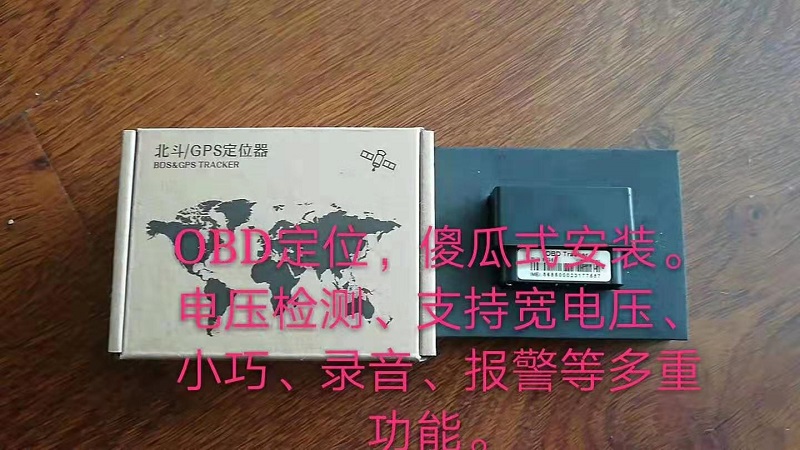 北斗/GPS定位器
BDS&GPS TRACKER
OBD定位，傻瓜式安装。
OBD Tracker
电压检测、支持宽电压、
小巧、录音、报警等多重
功能。